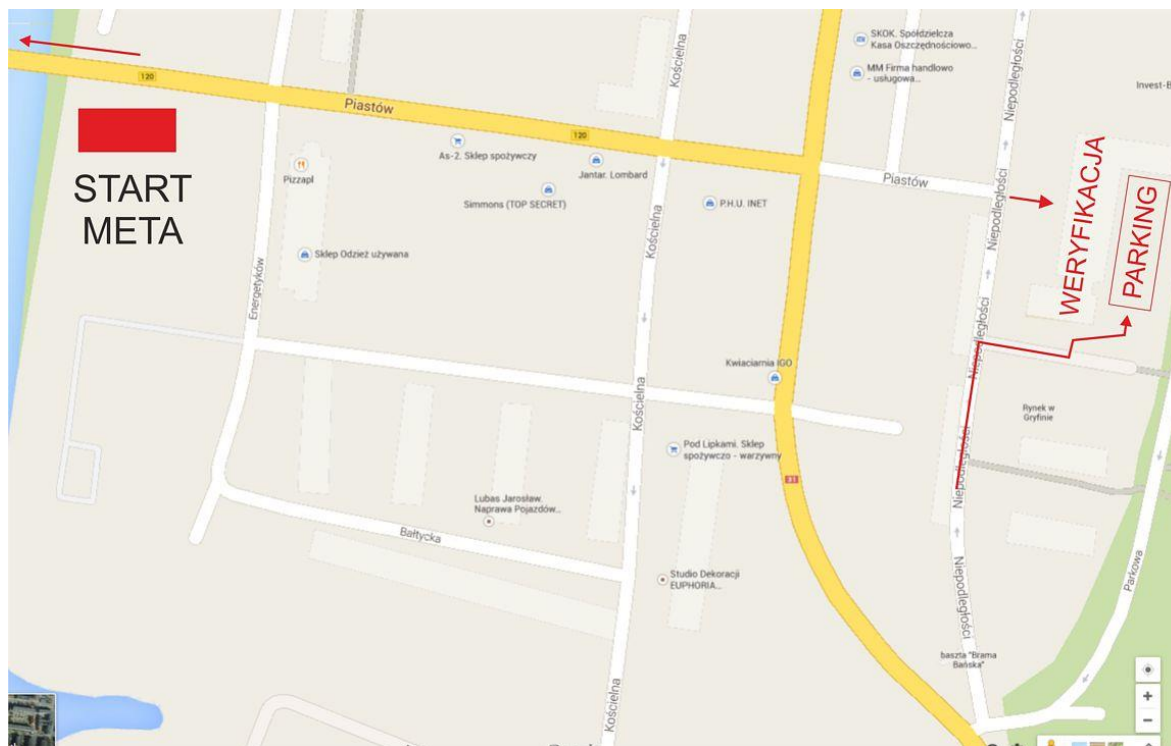 Kościelna
SKOK. Spółdzielcza
Kasa Oszczędnościowo...
MM Firma handlowo
- usługowa...
Niepodległości
Invest-B
120
Piastów
120
As-2. Sklep spożywczy
Jantar. Lombard
START
META
Pizzapl
Simmons (TOP SECRET)
P.H.U. INET
Piastów
Niepodległości
WERYFIKACJA
PARKING
Kościelna
Sklep Odzież używana
Energetyków
Niepodległości
Kwiaciarnia IGO
Kościelna
Rynek w
Gryfinie
Pod Lipkami. Sklep
spożywczo - warzywny
31
Niepodległości
Lubas Jarosław.
Naprawa Pojazdów...
Bałtycka
Studio Dekoracji
EUPHORIA...
Niepodległości
Parkowa
baszta "Brama
Bańska"
Kościelna